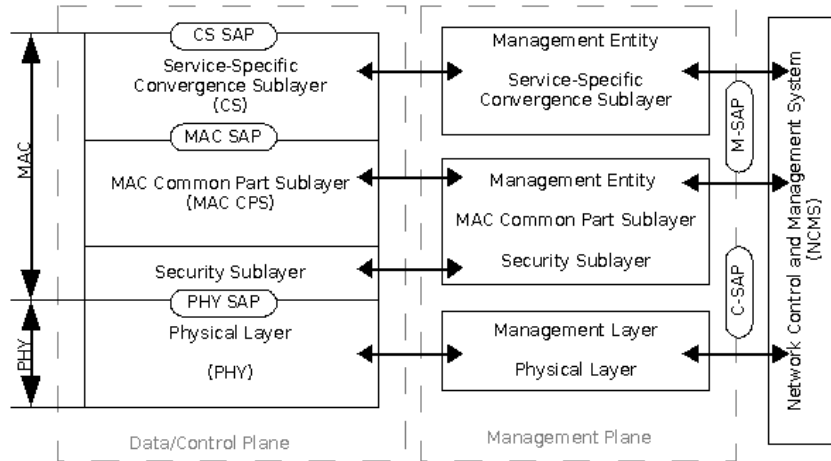 CS SAP
Service-Specific
Convergence Sublayer
(CS)
MAC SAP
MAC Common Part Sublayer
(MAC CPS)
Security Sublayer
PHY SAP
Physical Layer
(PHY)
MAC
PHY
Data/Control Plane
Management Entity
Service-Specific
Convergence Sublayer
Management Entity
MAC Common Part Sublayer
Security Sublayer
Management Layer
Physical Layer
Management Plane
M-SAP
C-SAP
Network Control and Management System
(NCMS)